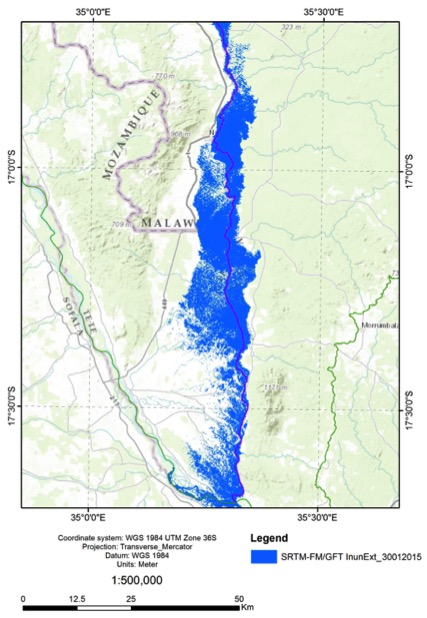 35°0'0"E 35°30'0"E
323 m
770 m
MOZAMBIQUE
968 m
N
17°0'0"S 17°0'0"S
709 m
MALAW
TETE
SOFALA
Morrumbala
17°30'0"S 17°30'0"S
35°0'0"E 35°30'0"E
Coordinate system: WGS 1984 UTM Zone 36S
Projection: Transverse_Mercator
Datum: WGS 1984
Units: Meter
1:500,000
0 12.5 25 50
Km
Legend
SRTM-FM/GFT InunExt_30012015